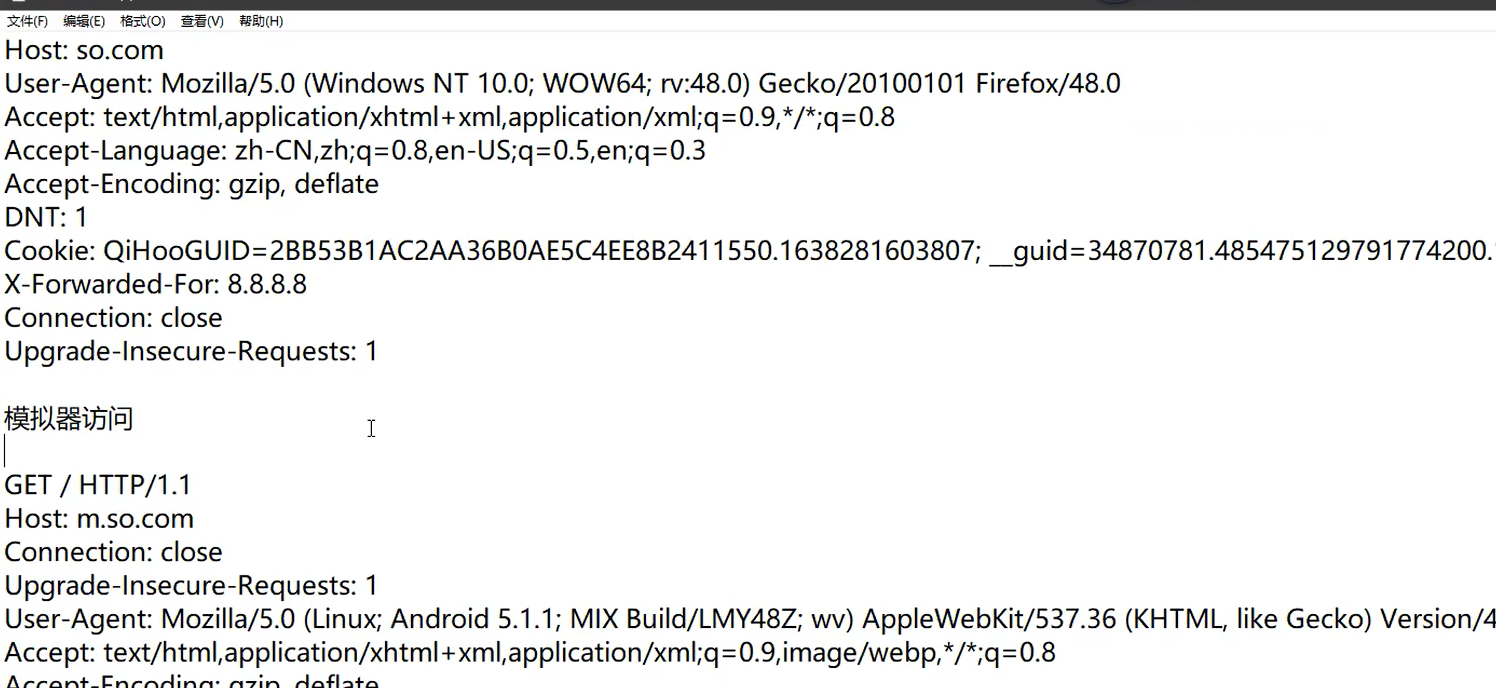 文件(F) 编辑(E) 格式(O) 查看(V) 帮助(H)
Host: so.com
User-Agent: Mozilla/5.0 (Windows NT 10.0; WOW64; rv:48.0) Gecko/20100101 Firefox/48.0
Accept: text/html,application/xhtml+xml,application/xml;q=0.9,*/*;q=0.8
Accept-Language: zh-CN,zh;q=0.8,en-US;q=0.5,en;q=0.3
Accept-Encoding: gzip, deflate
DNT: 1
Cookie: QiHooGUID=2BB53B1AC2AA36B0AE5C4EE8B2411550.1638281603807; __guid=34870781.485475129791774200.
X-Forwarded-For: 8.8.8.8
Connection: close
Upgrade-Insecure-Requests: 1
模拟器访问
GET / HTTP/1.1
Host: m.so.com
Connection: close
Upgrade-Insecure-Requests: 1
User-Agent: Mozilla/5.0 (Linux; Android 5.1.1; MIX Build/LMY48Z; wv) AppleWebKit/537.36 (KHTML, like Gecko) Version/4
Accept: text/html,application/xhtml+xml,application/xml;q=0.9,image/webp,*/*;q=0.8
Accept-Encoding: gzip, deflate